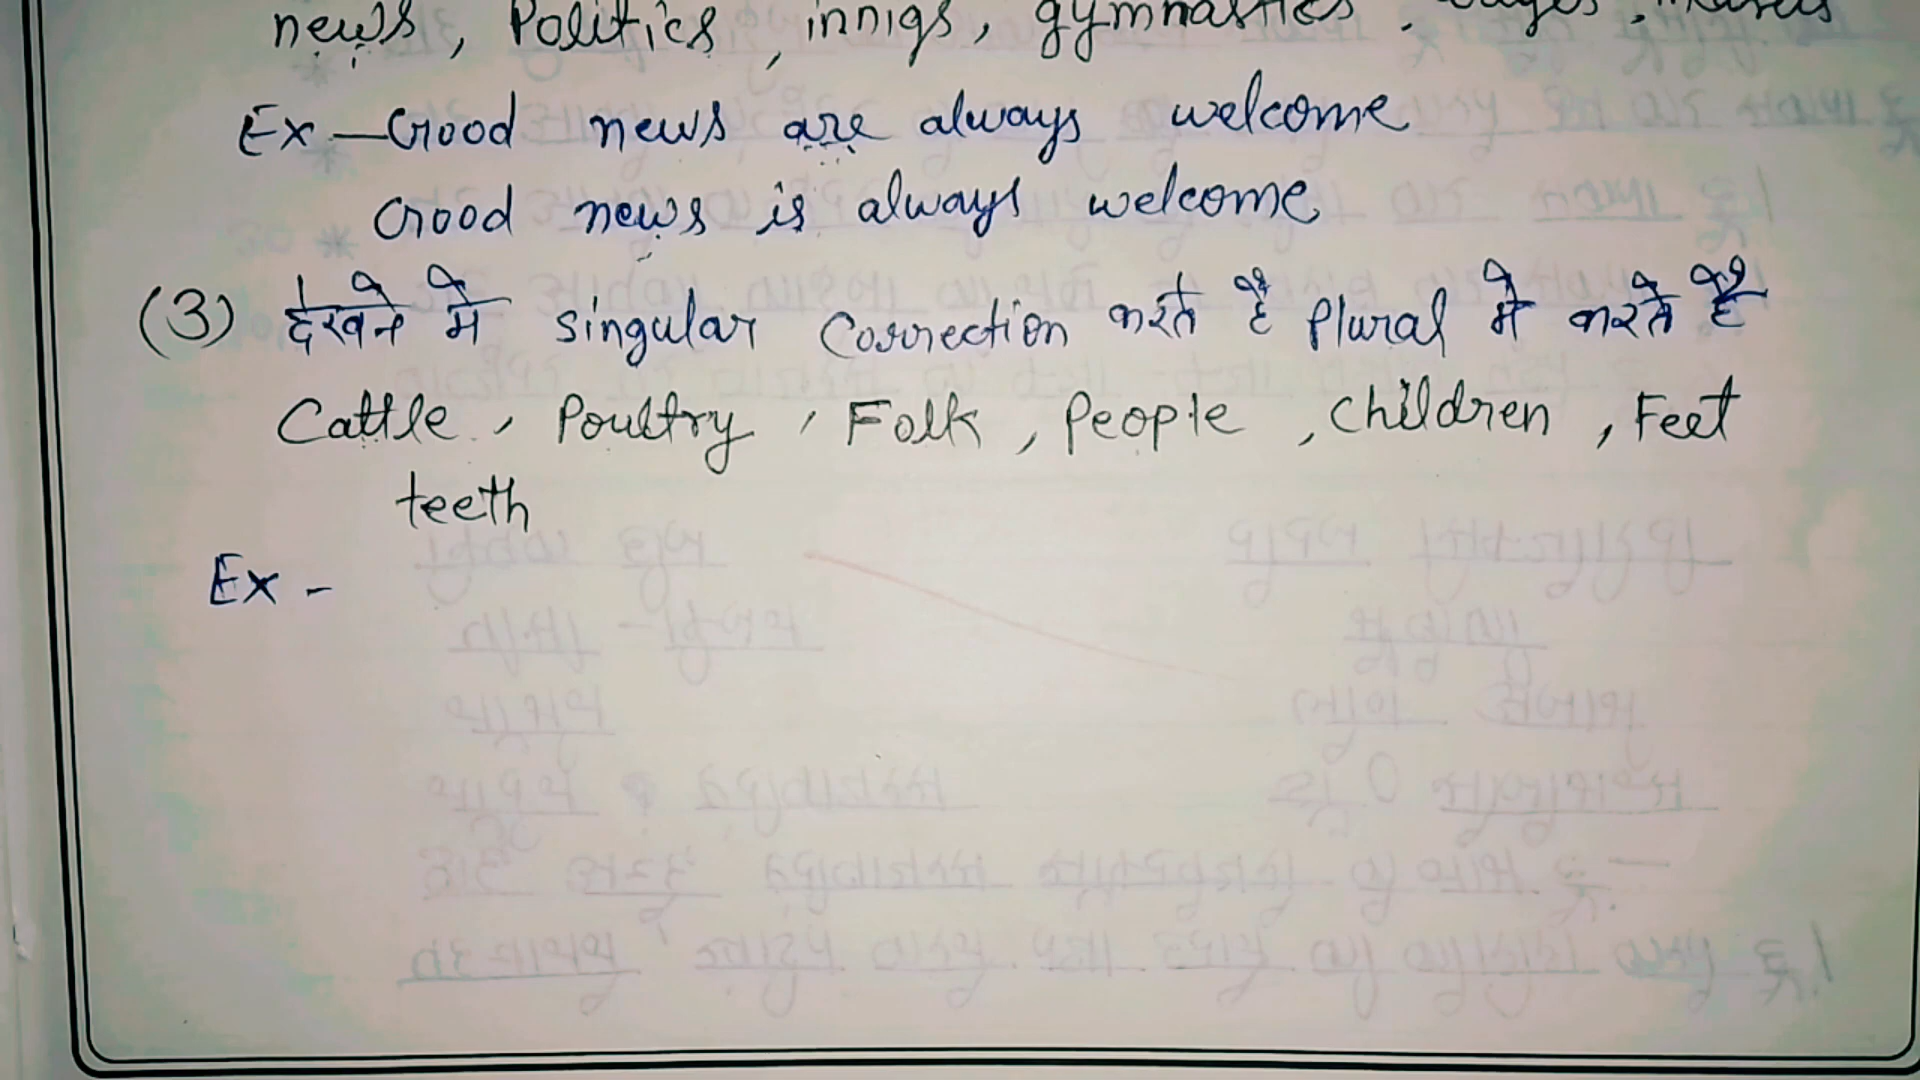 news, Politics, innigs, gymnastics,
Ex — Good news are always welcome
Good news is always welcome
(3) देखने में singular Correction करते है Plural में करते हैं
Cattle, Poultry, Folk, People, children, Feet
teeth
Ex -